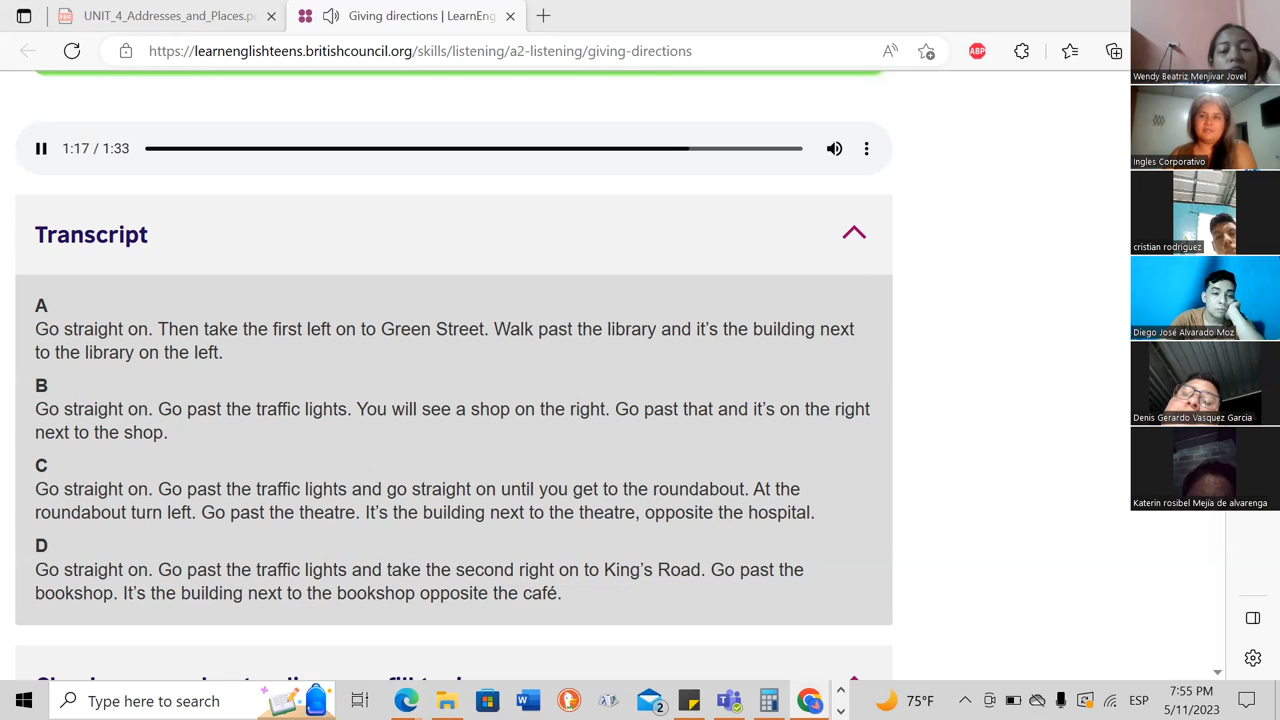 UNIT_4_Addresses_and_Places.p
Giving directions | LearnEng
https://learnenglishteens.britishcouncil.org/skills/listening/a2-listening/giving-directions
ABP
1:17 / 1:33
Transcript
A
Go straight on. Then take the first left on to Green Street. Walk past the library and it’s the building next
to the library on the left.
B
Go straight on. Go past the traffic lights. You will see a shop on the right. Go past that and it’s on the right
next to the shop.
C
Go straight on. Go past the traffic lights and go straight on until you get to the roundabout. At the
roundabout turn left. Go past the theatre. It’s the building next to the theatre, opposite the hospital.
D
Go straight on. Go past the traffic lights and take the second right on to King’s Road. Go past the
bookshop. It’s the building next to the bookshop opposite the café.
Wendy Beatriz Menjivar Jovel
Ingles Corporativo
cristian rodriguez
Diego José Alvarado Moz
Denis Gerardo Vasquez Garcia
Katerin rosibel Mejía de alvarenga
Type here to search
2
75°F
ESP
7:55 PM
5/11/2023